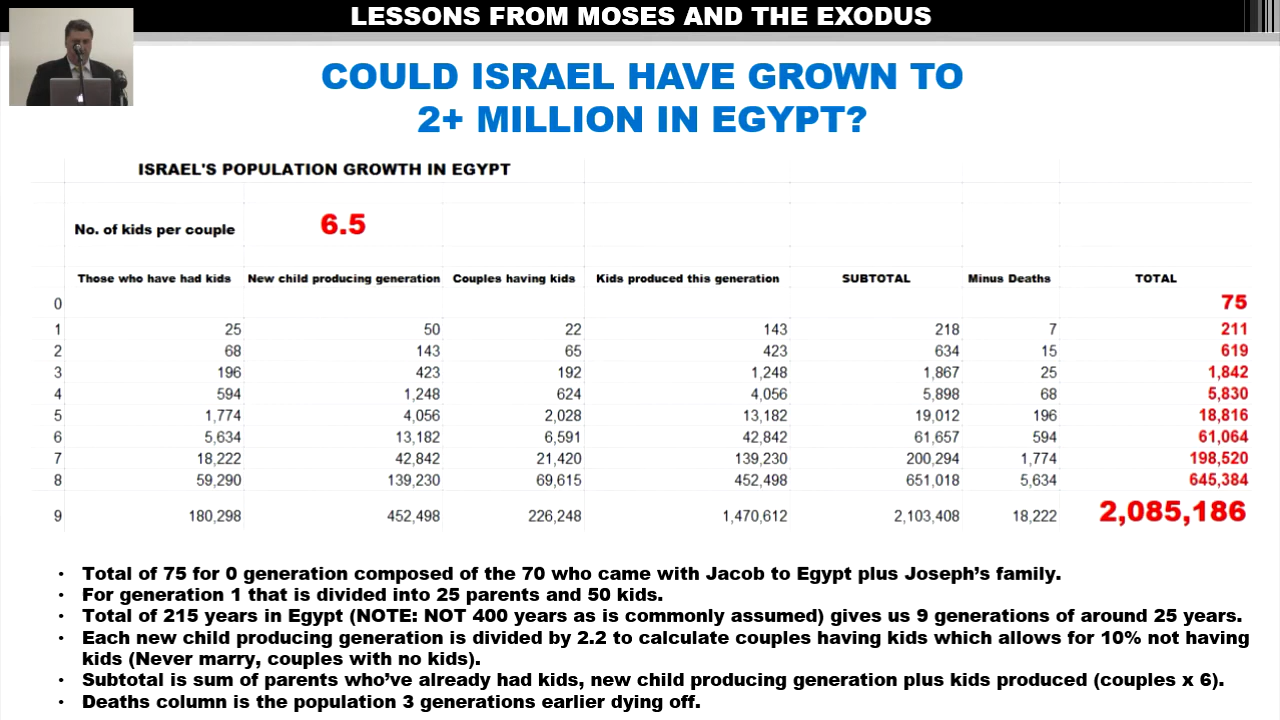 LESSONS FROM MOSES AND THE EXODUS
COULD ISRAEL HAVE GROWN TO
2+ MILLION IN EGYPT?
ISRAEL'S POPULATION GROWTH IN EGYPT
No. of kids per couple 6.5
Those who have had kids New child producing generation Couples having kids Kids produced this generation SUBTOTAL Minus Deaths TOTAL
0 75
1 25 50 22 143 218 7 211
2 68 143 65 423 634 15 619
3 196 423 192 1,248 1,867 25 1,842
4 594 1,248 624 4,056 5,898 68 5,830
5 1,774 4,056 2,028 13,182 19,012 196 18,816
6 5,634 13,182 6,591 42,842 61,657 594 61,064
7 18,222 42,842 21,420 139,230 200,294 1,774 198,520
8 59,290 139,230 69,615 452,498 651,018 5,634 645,384
9 180,298 452,498 226,248 1,470,612 2,103,408 18,222 2,085,186
• Total of 75 for 0 generation composed of the 70 who came with Jacob to Egypt plus Joseph's family.
• For generation 1 that is divided into 25 parents and 50 kids.
• Total of 215 years in Egypt (NOTE: NOT 400 years as is commonly assumed) gives us 9 generations of around 25 years.
• Each new child producing generation is divided by 2.2 to calculate couples having kids which allows for 10% not having
kids (Never marry, couples with no kids).
• Subtotal is sum of parents who've already had kids, new child producing generation plus kids produced (couples x 6).
• Deaths column is the population 3 generations earlier dying off.